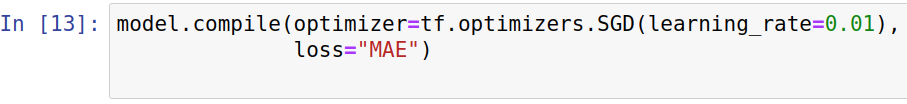 In [13]: model.compile(optimizer=tf.optimizers.SGD(learning_rate=0.01),
loss="MAE")